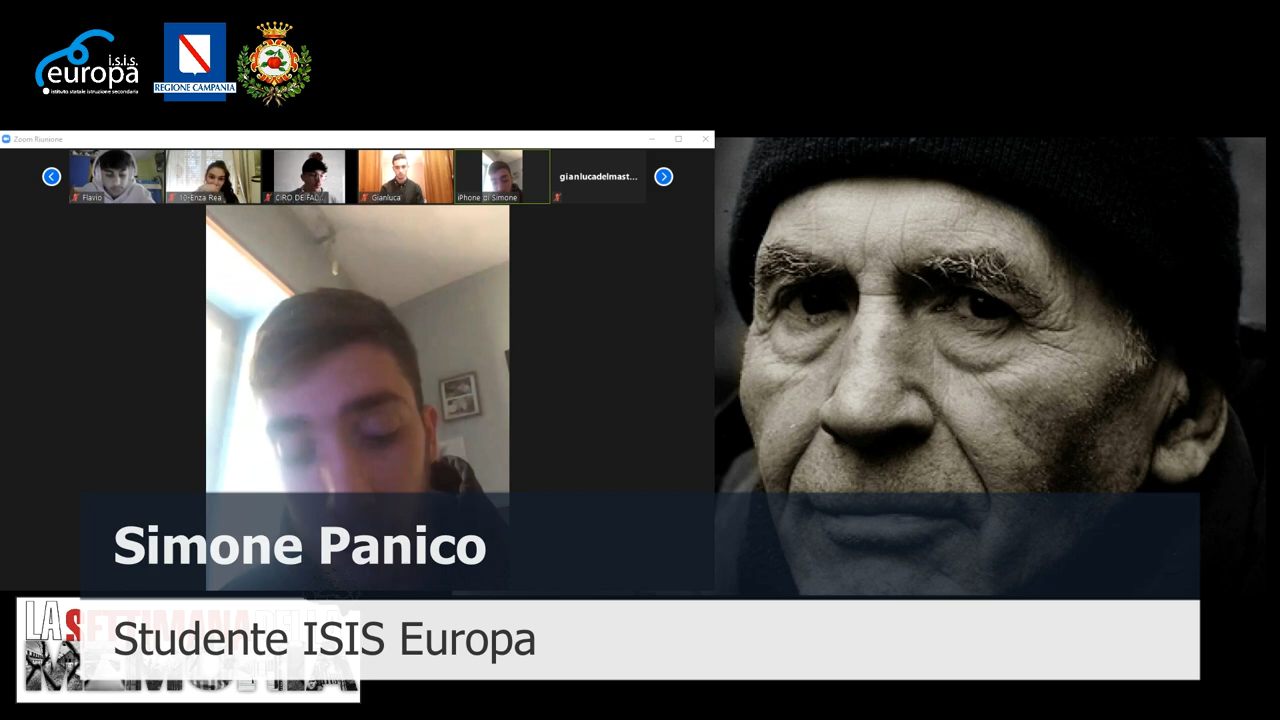 i.s.i.s.
europa
istituto statale istruzione secondaria
REGIONE CAMPANIA
Zoom Riunione
Flavio
10-Enza Rea
CIRO DE FAL...
Gianluca
iPhone di Simone
gianlucadelmast...
Simone Panico
Studente ISIS Europa
LA SETTIMANA DELLA
MEMORIA